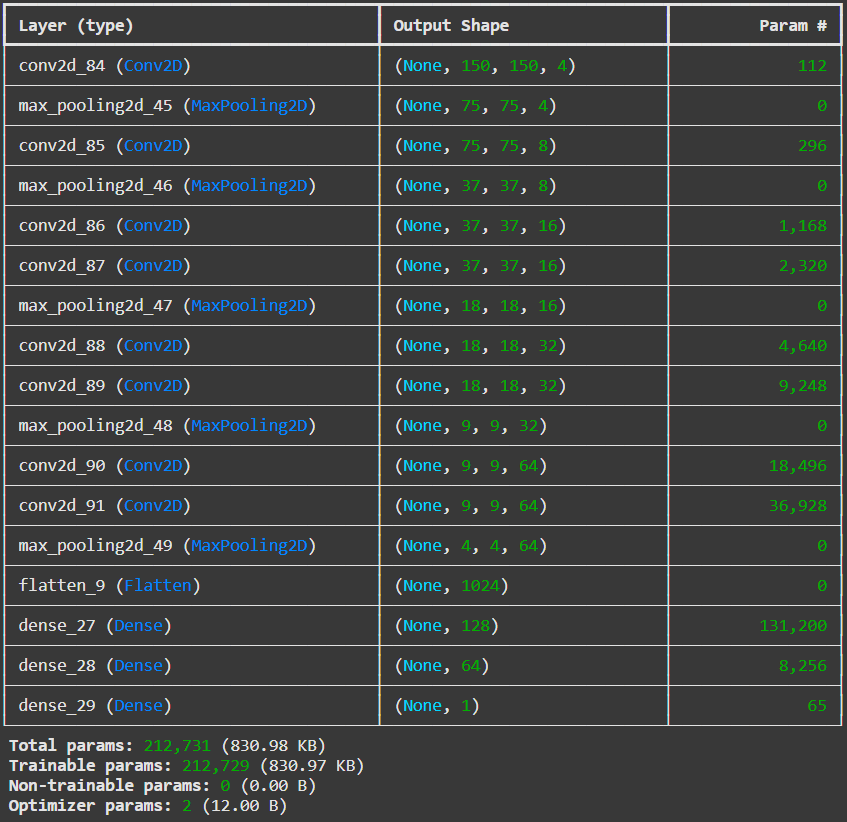 Layer (type) Output Shape Param #
conv2d_84 (Conv2D) (None, 150, 150, 4) 112
max_pooling2d_45 (MaxPooling2D) (None, 75, 75, 4) 0
conv2d_85 (Conv2D) (None, 75, 75, 8) 296
max_pooling2d_46 (MaxPooling2D) (None, 37, 37, 8) 0
conv2d_86 (Conv2D) (None, 37, 37, 16) 1,168
conv2d_87 (Conv2D) (None, 37, 37, 16) 2,320
max_pooling2d_47 (MaxPooling2D) (None, 18, 18, 16) 0
conv2d_88 (Conv2D) (None, 18, 18, 32) 4,640
conv2d_89 (Conv2D) (None, 18, 18, 32) 9,248
max_pooling2d_48 (MaxPooling2D) (None, 9, 9, 32) 0
conv2d_90 (Conv2D) (None, 9, 9, 64) 18,496
conv2d_91 (Conv2D) (None, 9, 9, 64) 36,928
max_pooling2d_49 (MaxPooling2D) (None, 4, 4, 64) 0
flatten_9 (Flatten) (None, 1024) 0
dense_27 (Dense) (None, 128) 131,200
dense_28 (Dense) (None, 64) 8,256
dense_29 (Dense) (None, 1) 65
Total params: 212,731 (830.98 KB)
Trainable params: 212,729 (830.97 KB)
Non-trainable params: 0 (0.00 B)
Optimizer params: 2 (12.00 B)